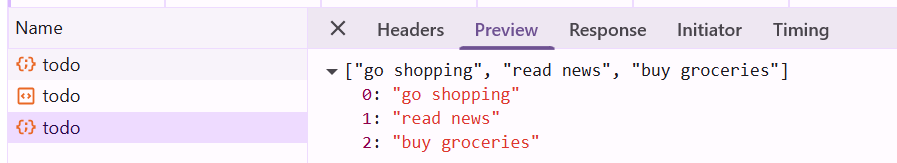 Name Headers Preview Response Initiator Timing
todo
todo
todo
["go shopping", "read news", "buy groceries"]
0: "go shopping"
1: "read news"
2: "buy groceries"